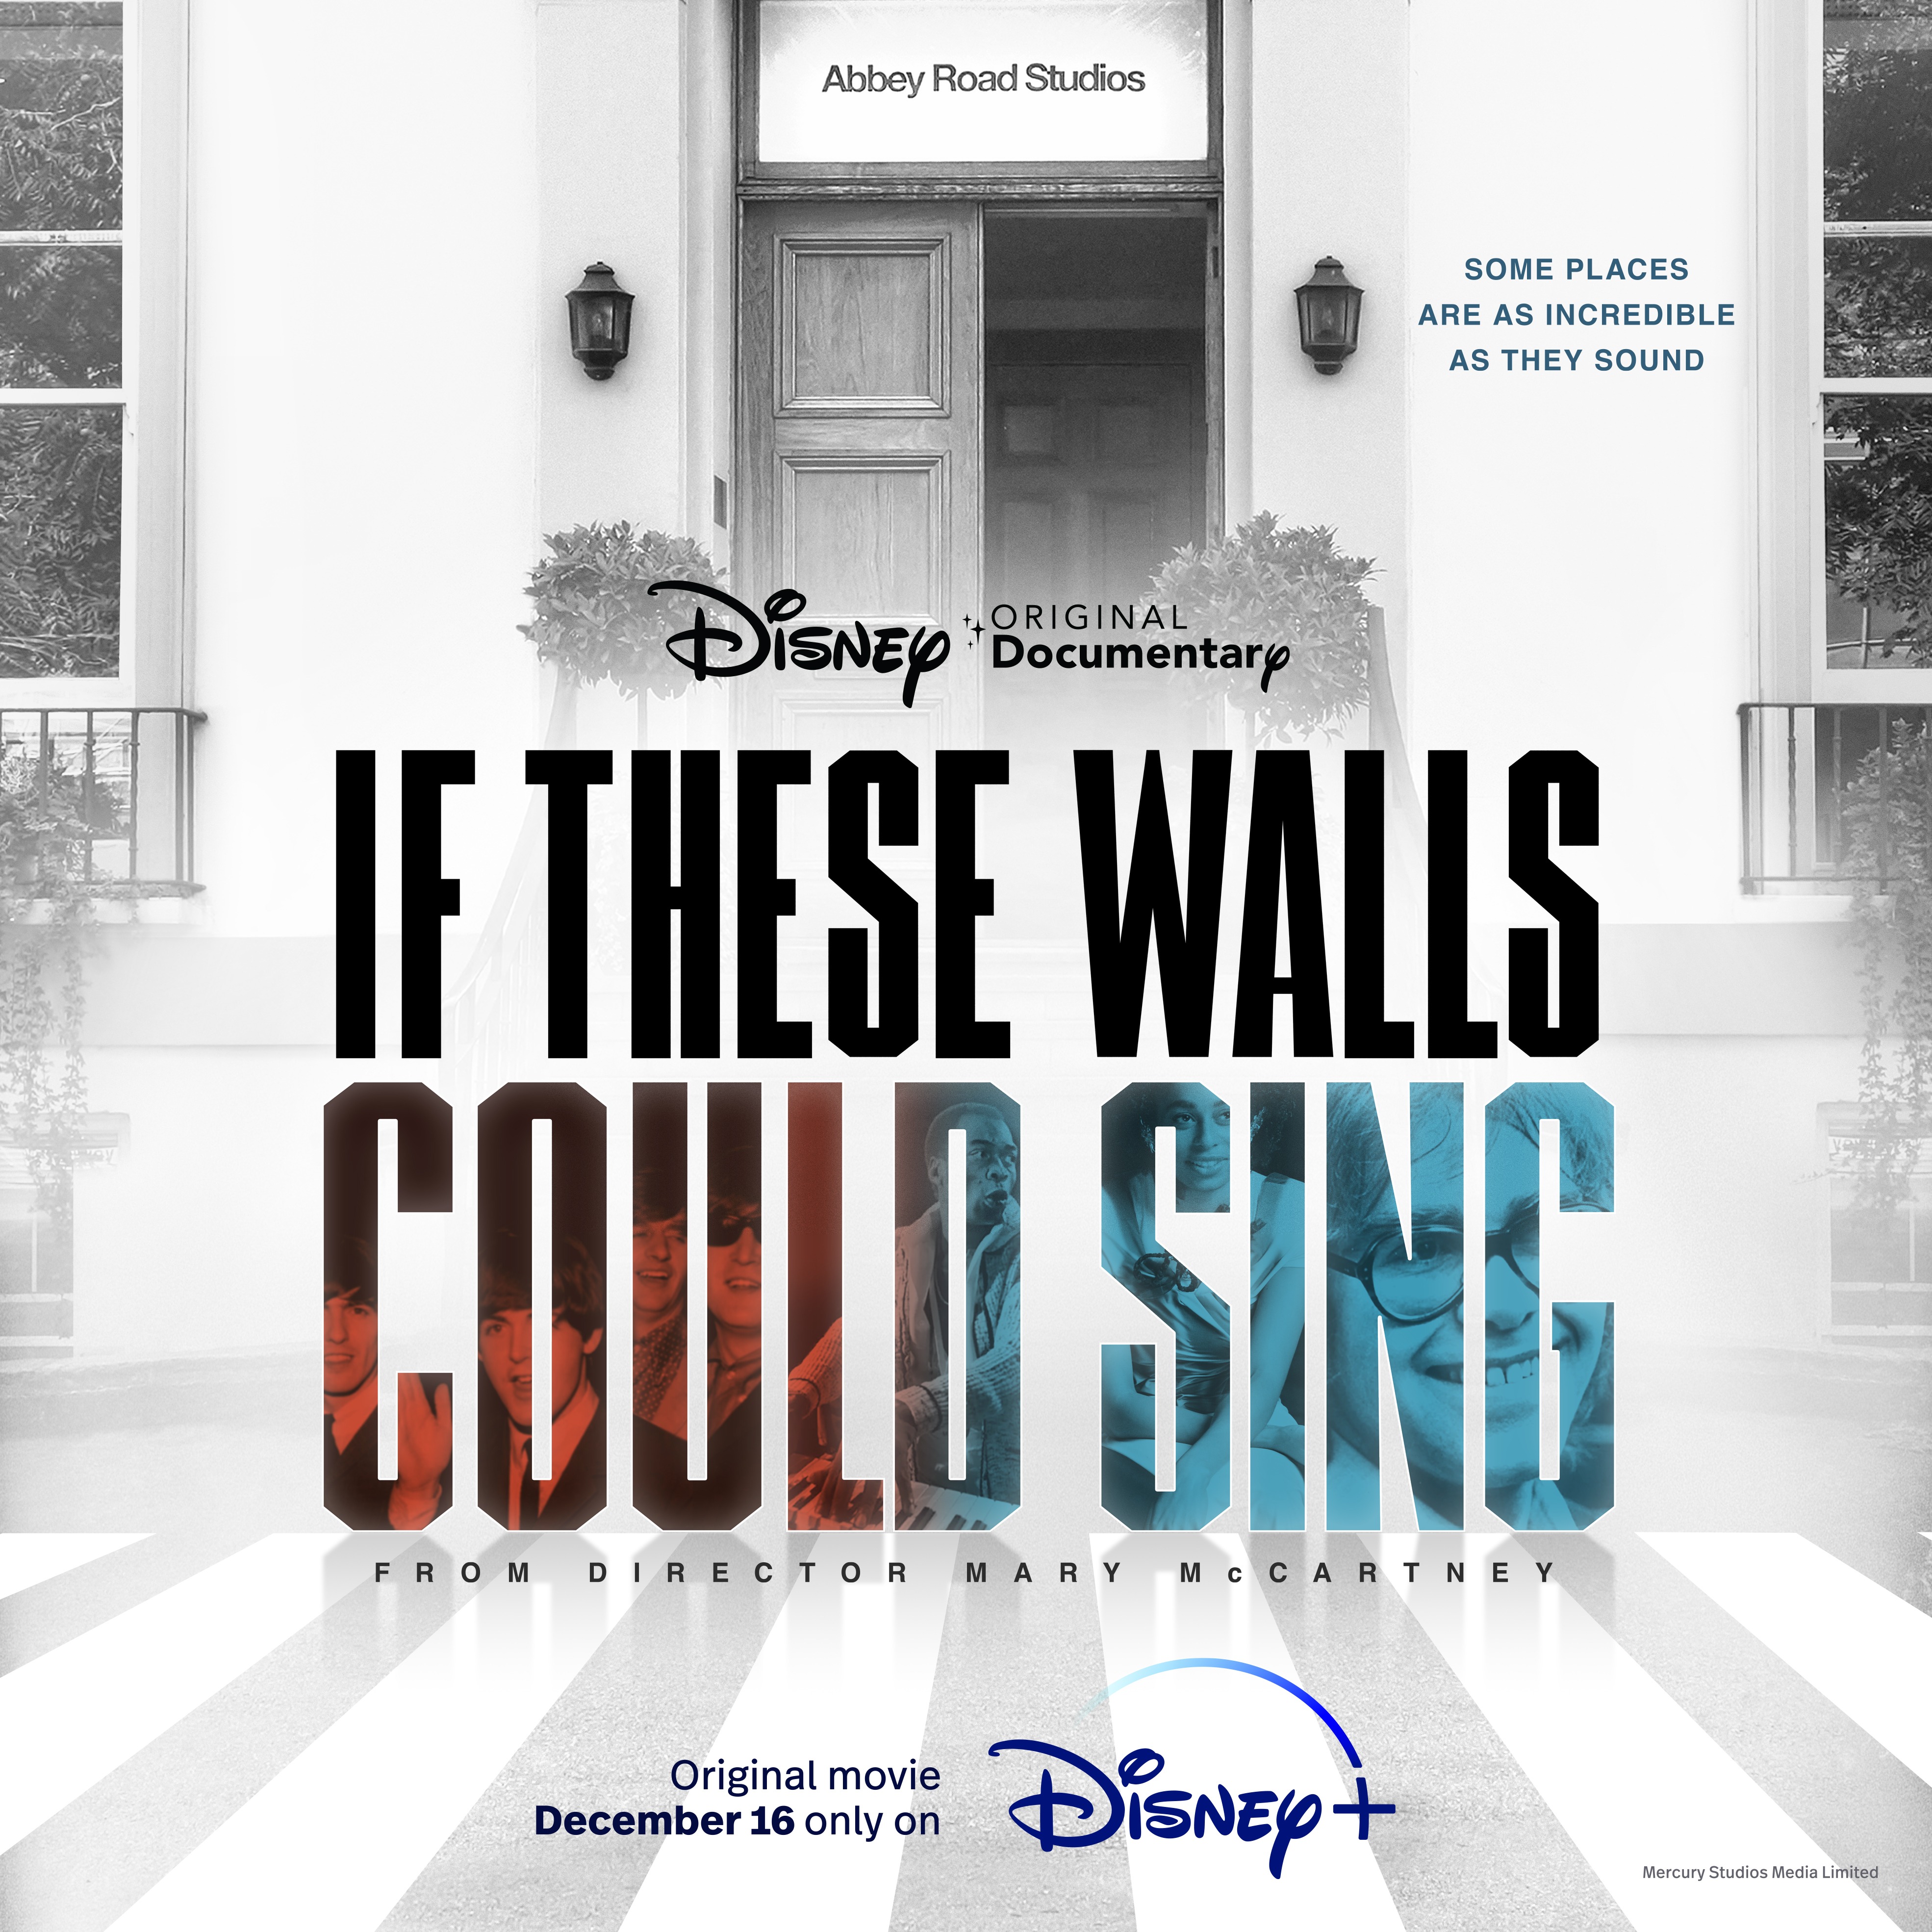 Abbey Road Studios
SOME PLACES
ARE AS INCREDIBLE
AS THEY SOUND
Disney ORIGINAL
Documentary
IF THESE WALLS
COULD SING
FROM DIRECTOR MARY McCARTNEY
Original movie
December 16 only on
Disney+
Mercury Studios Media Limited